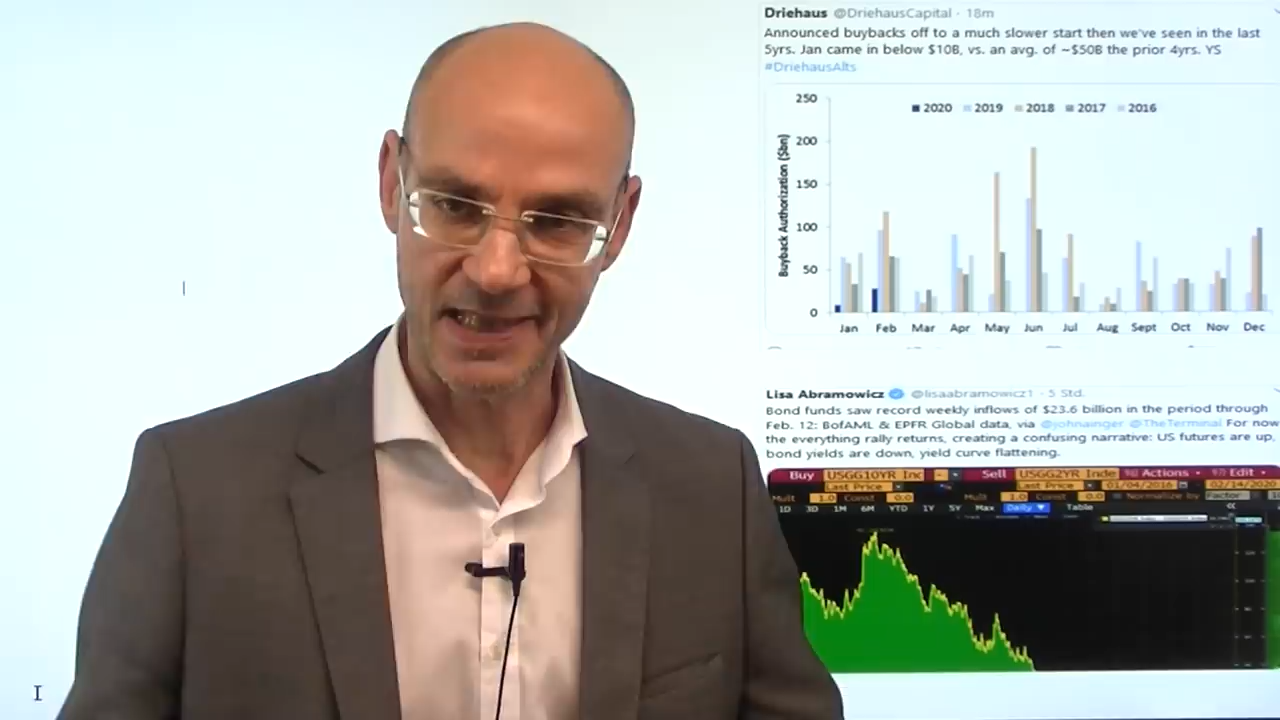 Driehaus @DriehausCapital · 18m
Announced buybacks off to a much slower start then we've seen in the last
5yrs. Jan came in below $10B, vs. an avg. of ~$50B the prior 4yrs. YS
#DriehausAlts
250
200
150
100
50
0
Buyback Authorization ($bn)
2020 2019 2018 2017 2016
Jan Feb Mar Apr May Jun Jul Aug Sept Oct Nov Dec
Lisa Abramowicz @lisaabramowicz1 · 5 Std.
Bond funds saw record weekly inflows of $23.6 billion in the period through
Feb. 12: BofAML & EPFR Global data, via @johnainger @TheTerminal For now
the everything rally returns, creating a confusing narrative: US futures are up,
bond yields are down, yield curve flattening.
Buy USGG10YR Inc - Sell USGG2YR Inde 96) Actions 97) Edit
Last Price Last Price 01/04/2016 02/14/2020
Mult 1.0 Const 0.0 Mult 1.0 Const 0.0 Normalize by Factor
1D 3D 1M 6M YTD 1Y 5Y Max Daily ▼ Table